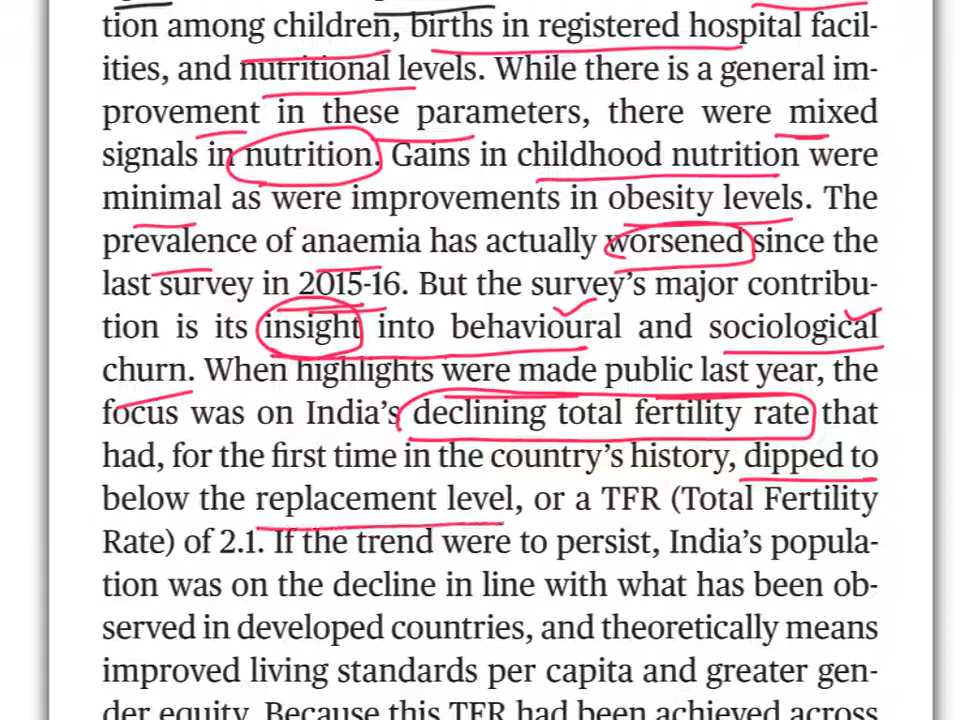 tion among children, births in registered hospital facil-
ities, and nutritional levels. While there is a general im-
provement in these parameters, there were mixed
signals in nutrition. Gains in childhood nutrition were
minimal as were improvements in obesity levels. The
prevalence of anaemia has actually worsened since the
last survey in 2015-16. But the survey's major contribu-
tion is its insight into behavioural and sociological
churn. When highlights were made public last year, the
focus was on India's declining total fertility rate that
had, for the first time in the country's history, dipped to
below the replacement level, or a TFR (Total Fertility
Rate) of 2.1. If the trend were to persist, India's popula-
tion was on the decline in line with what has been ob-
served in developed countries, and theoretically means
improved living standards per capita and greater gen-
der equity. Because this TFR had been achieved across